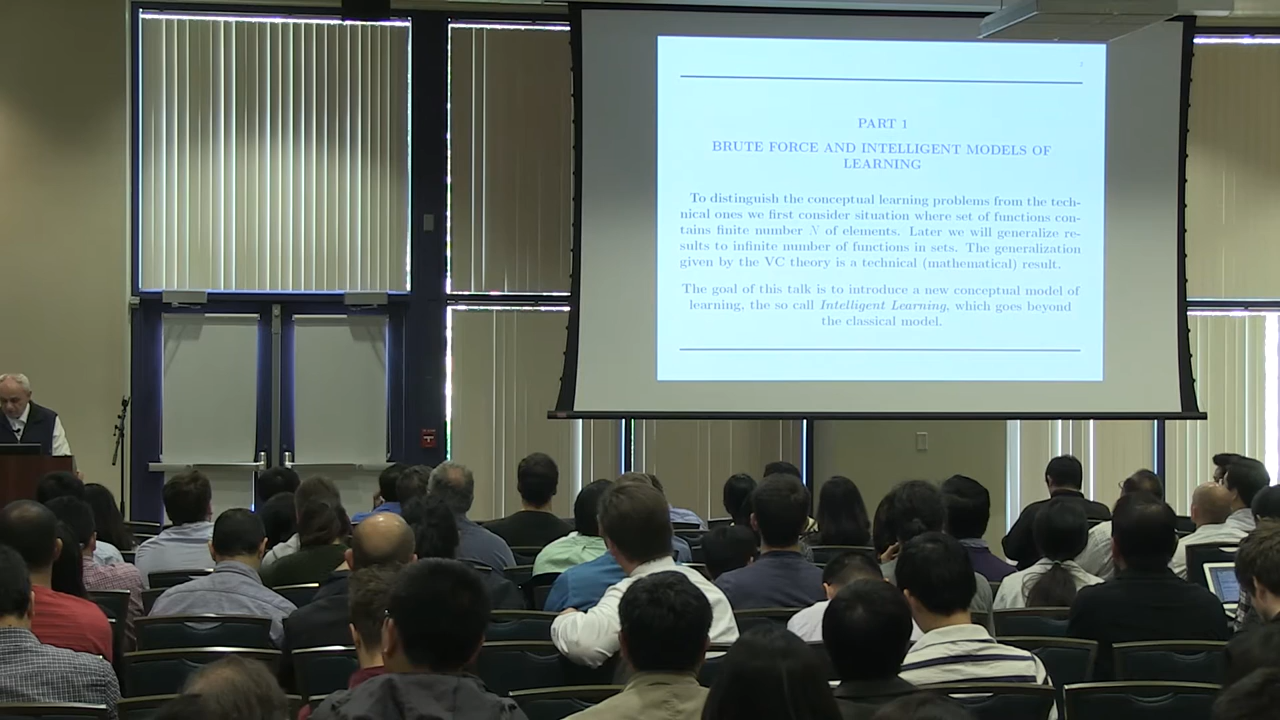 PART 1
BRUTE FORCE AND INTELLIGENT MODELS OF
LEARNING
To distinguish the conceptual learning problems from the tech-
nical ones we first consider situation where set of functions con-
tains finite number N of elements. Later we will generalize re-
sults to infinite number of functions in sets. The generalization
given by the VC theory is a technical (mathematical) result.
The goal of this talk is to introduce a new conceptual model of
learning, the so call Intelligent Learning, which goes beyond
the classical model.